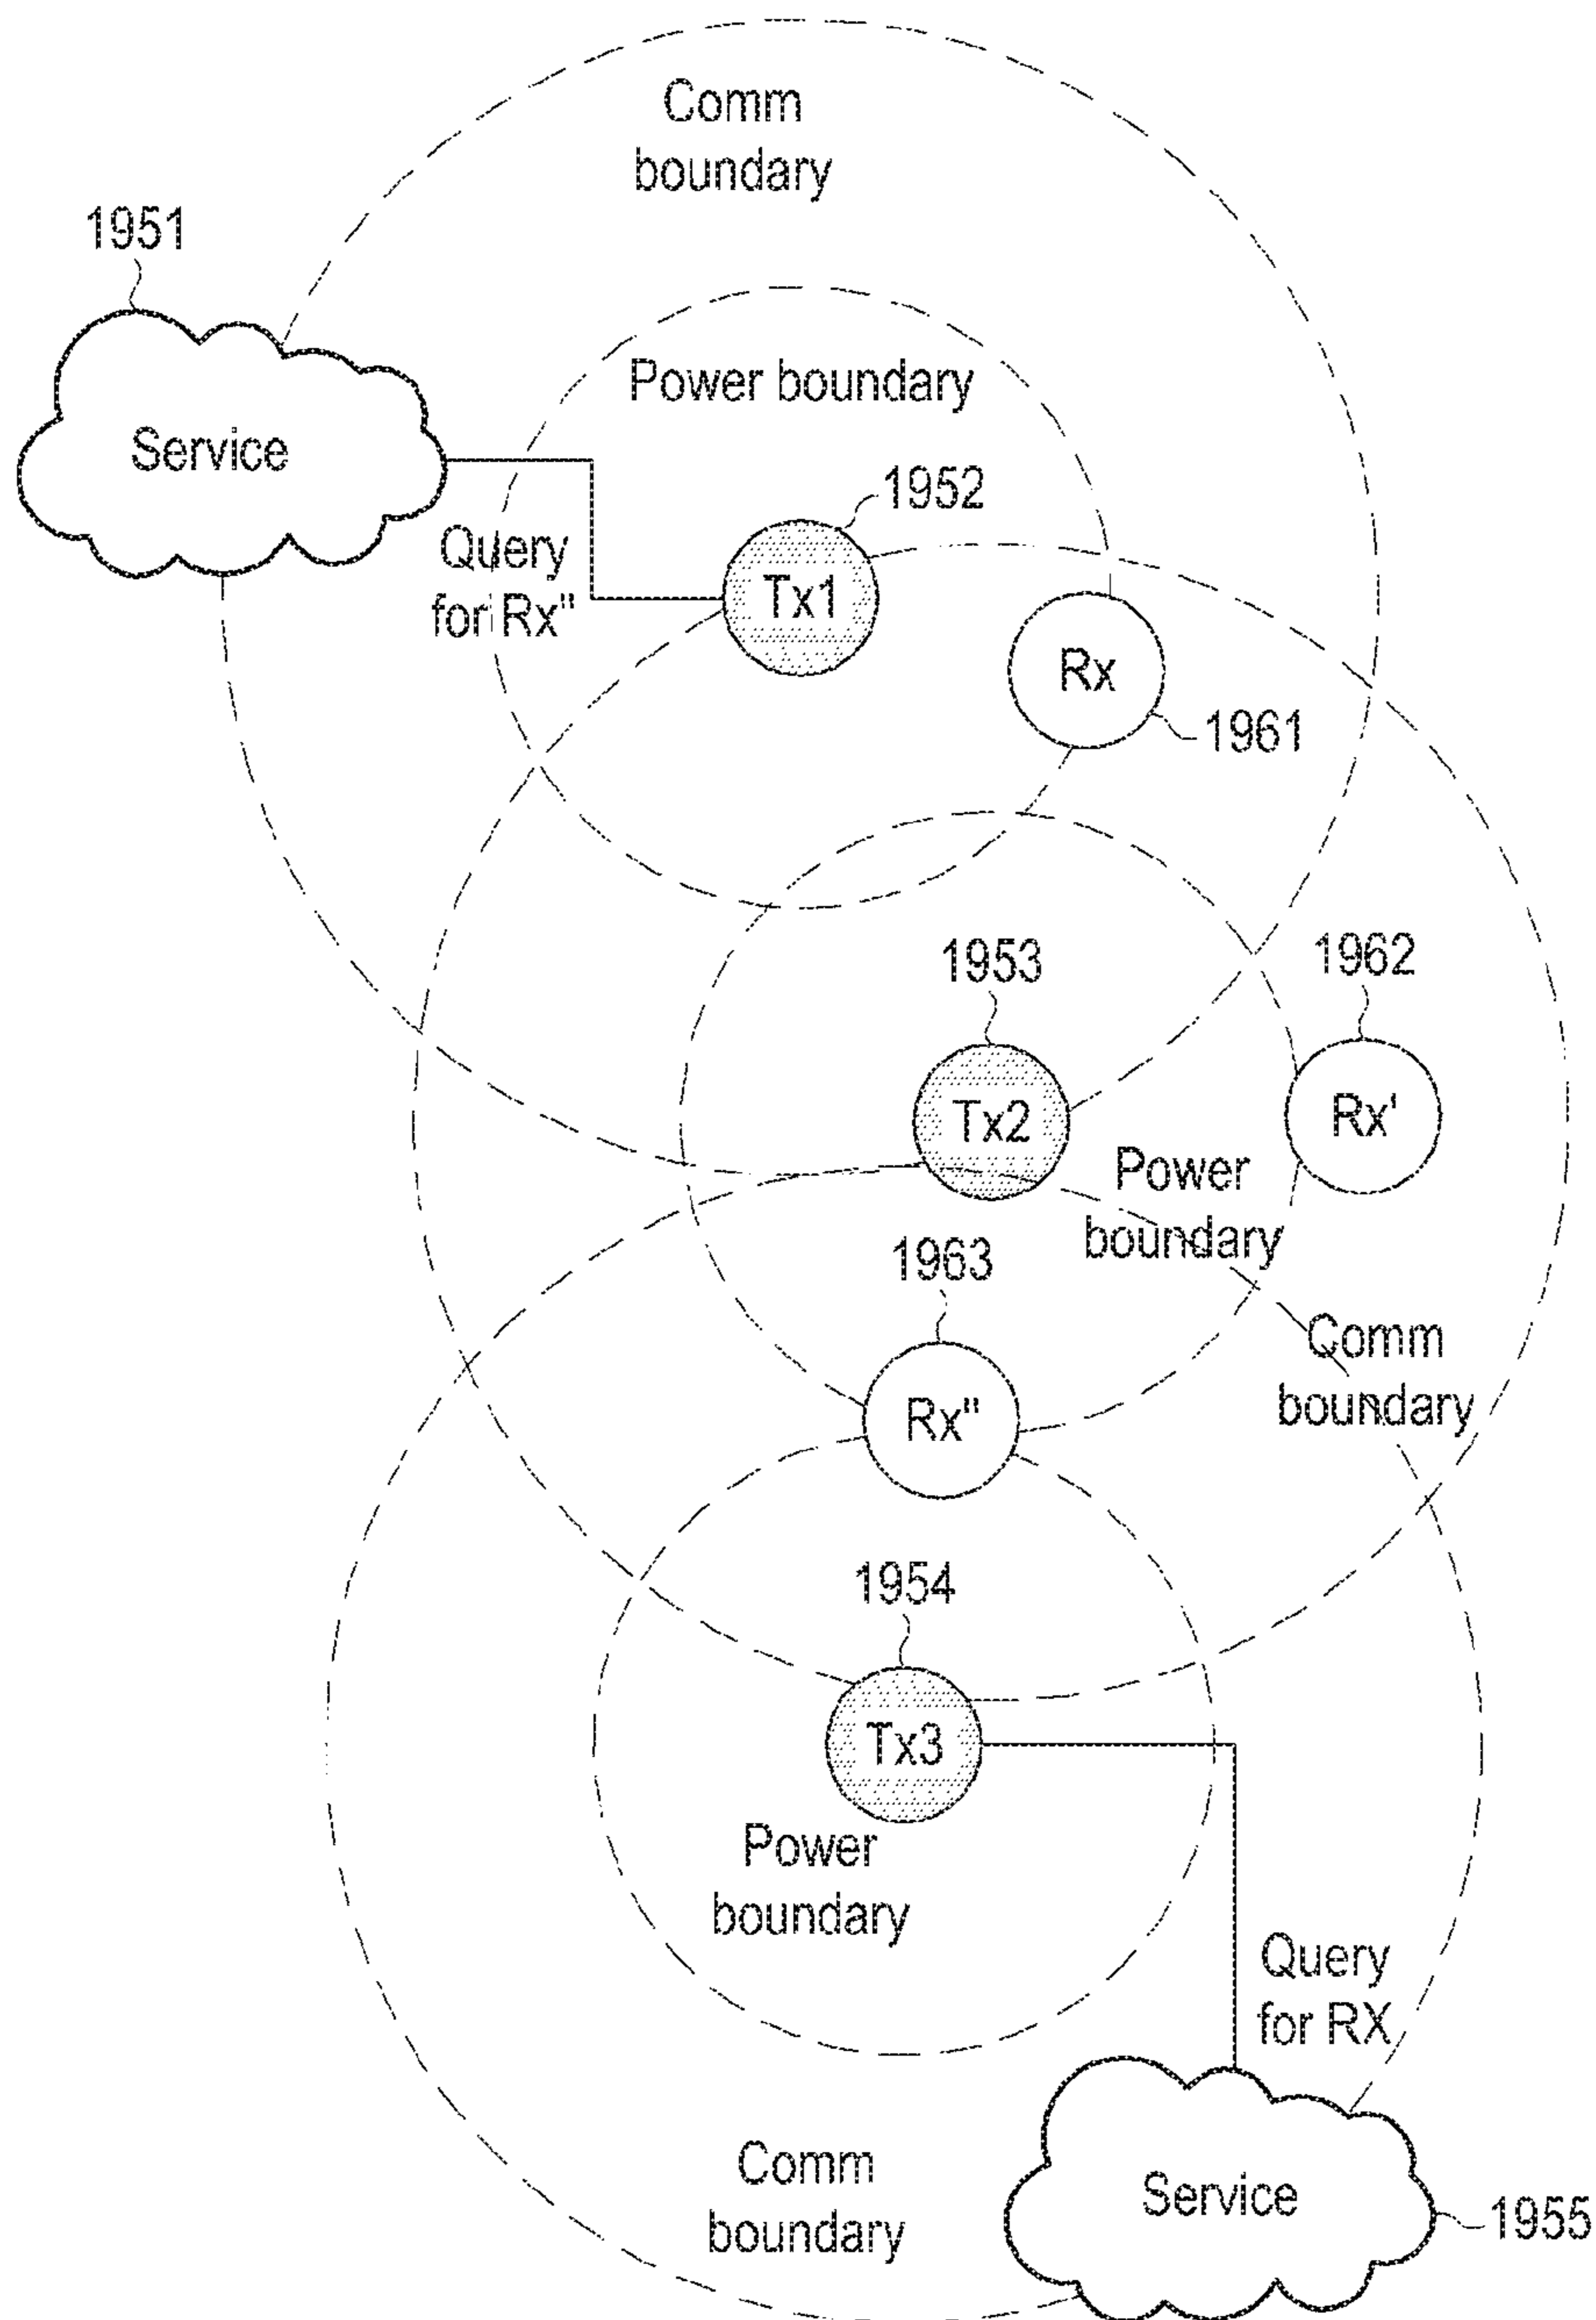 Comm
boundary
1951
Power boundary
Service
1952
Query
for Rx"
Tx1
Rx
1961
1953
1962
Tx2
Rx'
Power
boundary
1963
Comm
boundary
Rx"
1954
Tx3
Power
boundary
Query
for RX
Comm
boundary
Service
1955